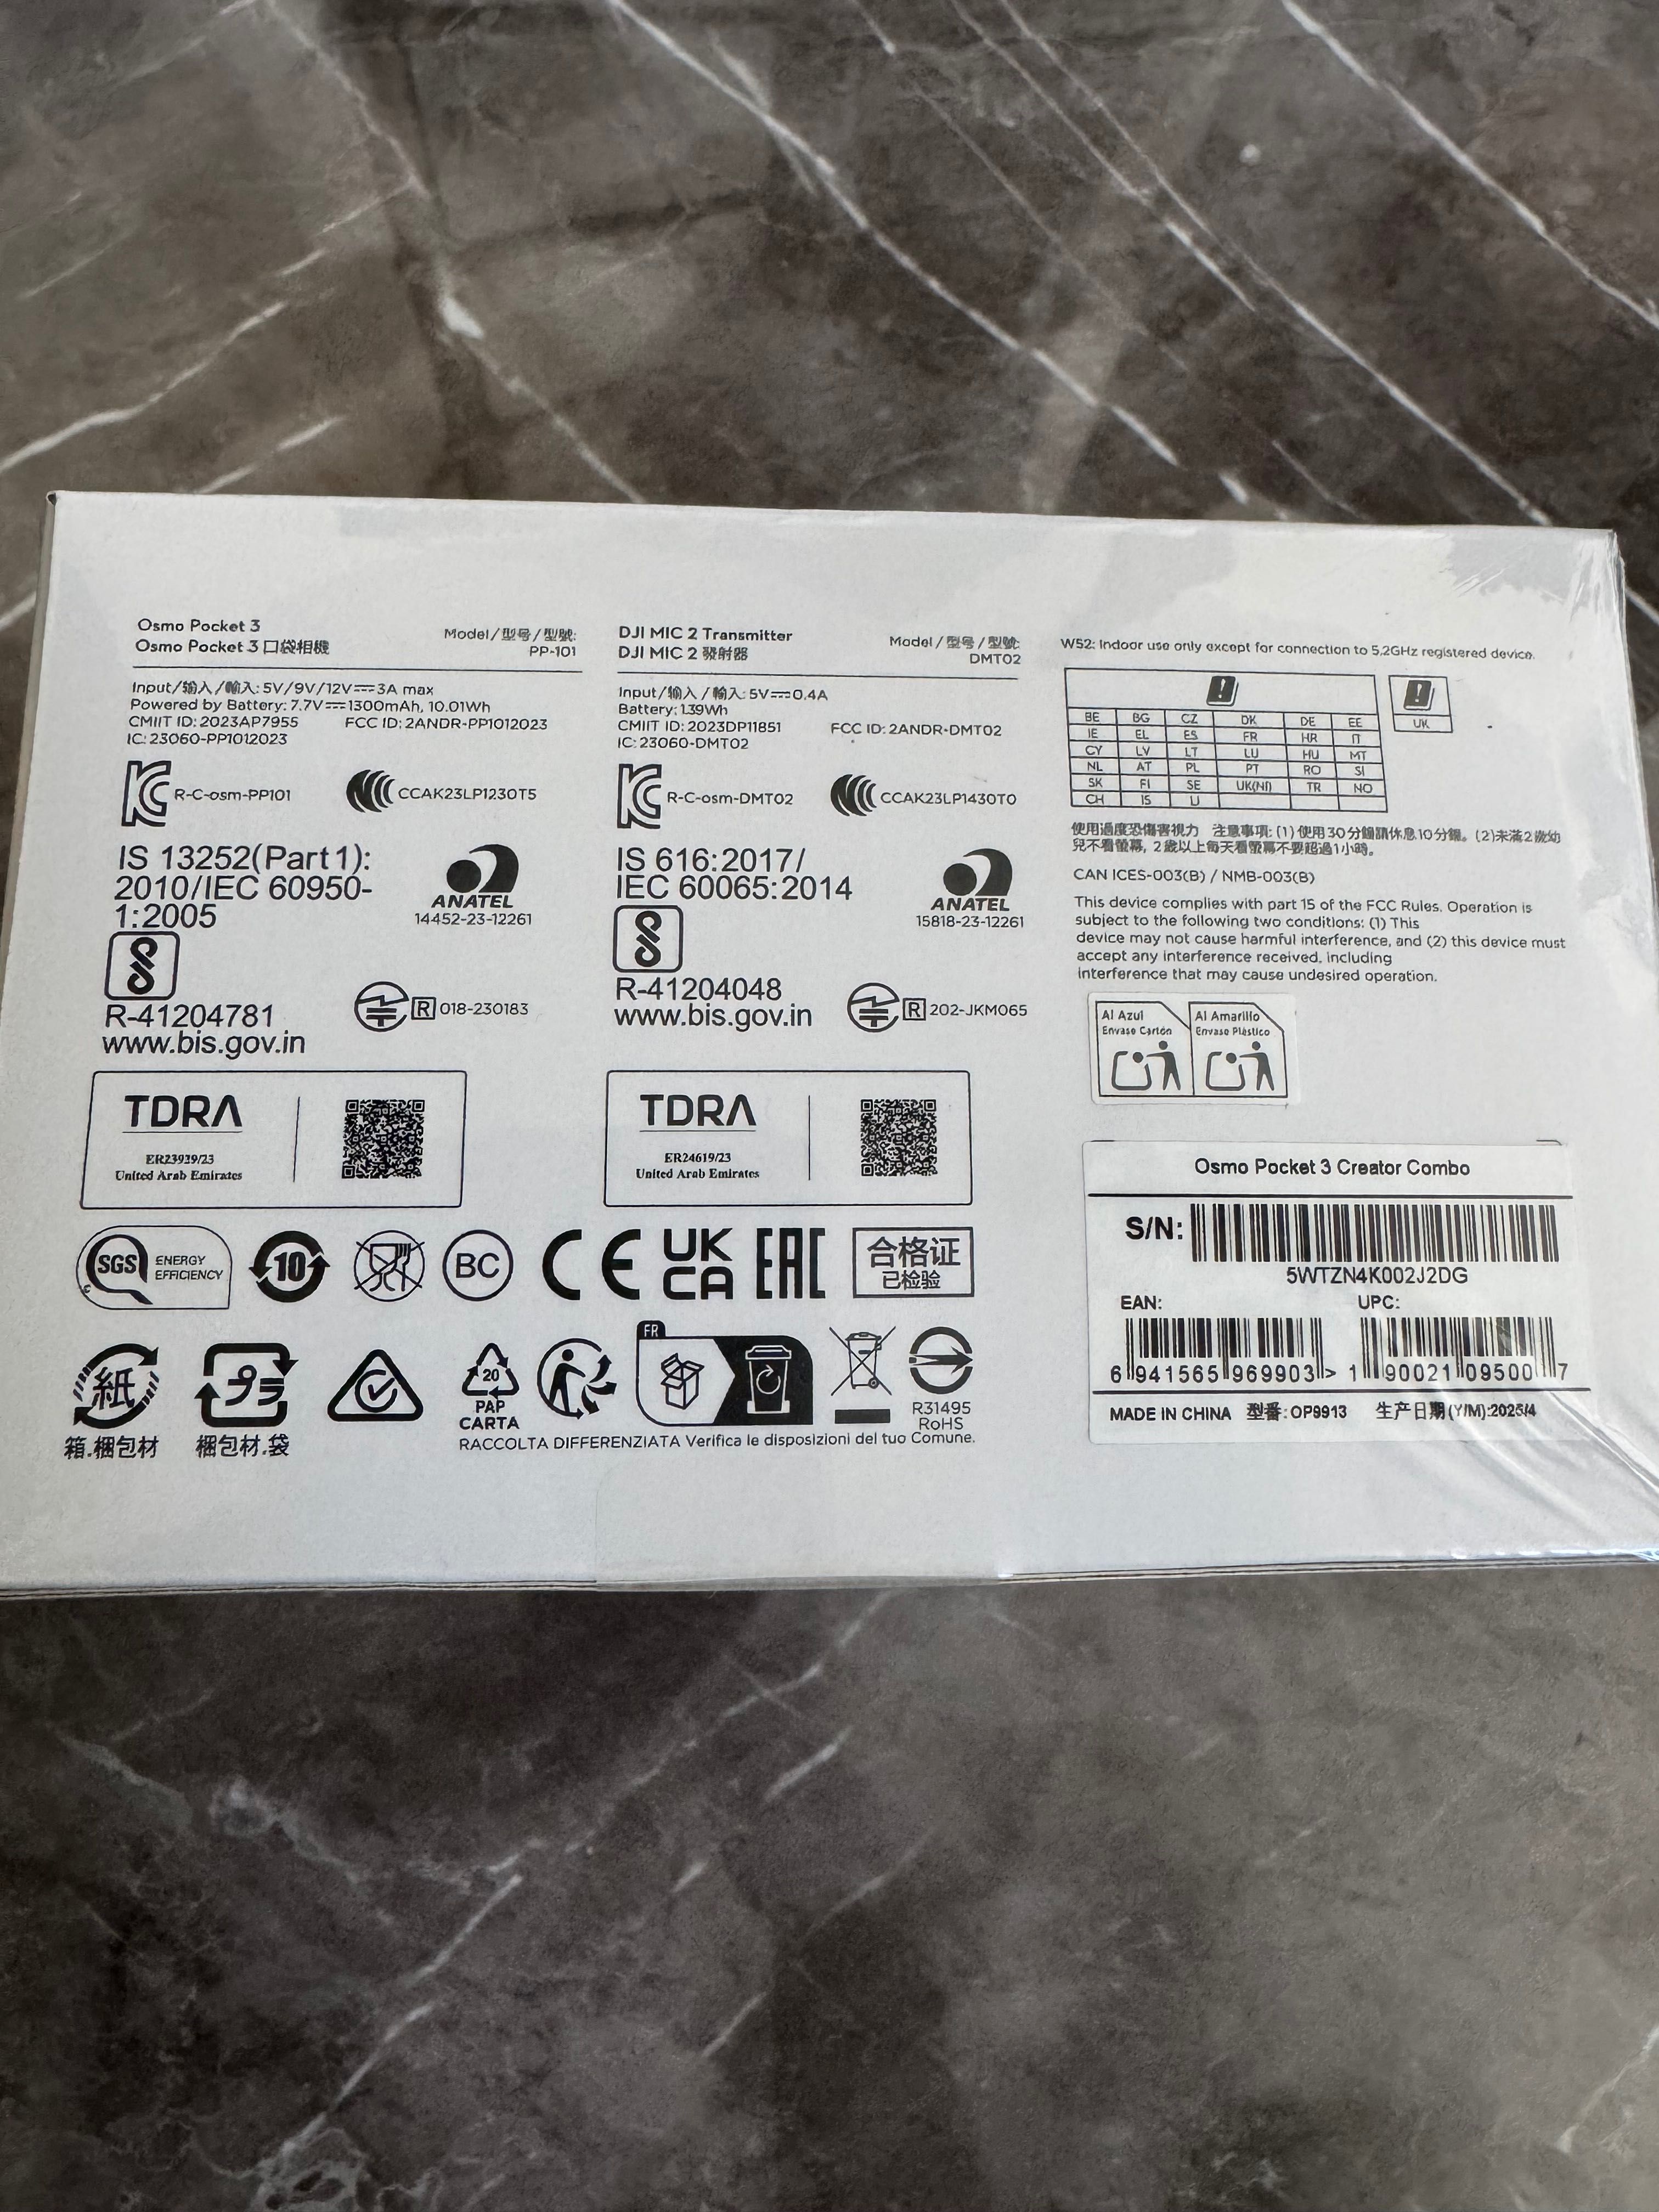 Osmo Pocket 3
Osmo Pocket 3 口袋相機
Model/型号/型號:
PP-101
Input/输入/輸入: 5V/9V/12V⎓3A max
Powered by Battery: 7.7V⎓1300mAh, 10.01Wh
CMIIT ID: 2023AP7955 FCC ID: 2ANDR-PP1012023
IC: 23060-PP1012023
R-C-osm-PP101
CCAK23LP1230T5
IS 13252(Part1):
2010/IEC 60950-
1:2005
ANATEL
14452-23-12261
R-41204781
www.bis.gov.in
R 018-230183
TDRA
ER23939/23
United Arab Emirates
DJI MIC 2 Transmitter
DJI MIC 2 發射器
Model/型号/型號:
DMT02
Input/输入/輸入: 5V⎓0.4A
Battery: 1.39Wh
CMIIT ID: 2023DP11851 FCC ID: 2ANDR-DMT02
IC: 23060-DMT02
R-C-osm-DMT02
CCAK23LP1430T0
IS 616:2017/
IEC 60065:2014
ANATEL
15818-23-12261
R-41204048
www.bis.gov.in
R 202-JKM065
TDRA
ER24619/23
United Arab Emirates
W52: Indoor use only except for connection to 5.2GHz registered device.
BE BG CZ DK DE EE
IE EL ES FR HR IT
CY LV LT LU HU MT
NL AT PL PT RO SI
SK FI SE UK(NI) TR NO
CH IS LI
UK
使用過度恐傷害視力 注意事項: (1) 使用30分鐘請休息10分鐘。(2)未滿2歲幼
兒不看螢幕, 2歲以上每天看螢幕不要超過1小時。
CAN ICES-003(B) / NMB-003(B)
This device complies with part 15 of the FCC Rules. Operation is
subject to the following two conditions: (1) This
device may not cause harmful interference, and (2) this device must
accept any interference received, including
interference that may cause undesired operation.
Al Azul
Envase Cartón
Al Amarillo
Envase Plástico
SGS ENERGY
EFFICIENCY
10
BC
CE
UK
CA
EAC
合格证
已检验
紙
箱.梱包材
プラ
梱包材.袋
20
PAP
CARTA
FR
R31495
RoHS
RACCOLTA DIFFERENZIATA Verifica le disposizioni del tuo Comune.
Osmo Pocket 3 Creator Combo
S/N:
5WTZN4K002J2DG
EAN: UPC:
6 941565 969903 > 1 90021 09500 7
MADE IN CHINA 型番: OP9913 生产日期(Y/M):2025/4